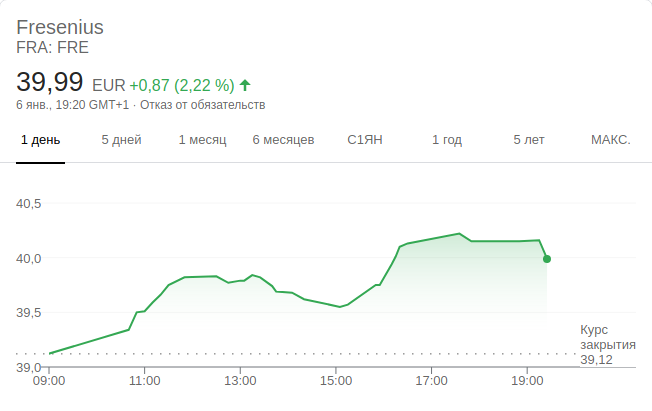 Fresenius
FRA: FRE
39,99 EUR +0,87 (2,22 %)
6 янв., 19:20 GMT+1 · Отказ от обязательств
1 день 5 дней 1 месяц 6 месяцев С1ЯН 1 год 5 лет МАКС.
40,5
40,0
39,5
Курс
закрытия
39,12
39,0
09:00 11:00 13:00 15:00 17:00 19:00